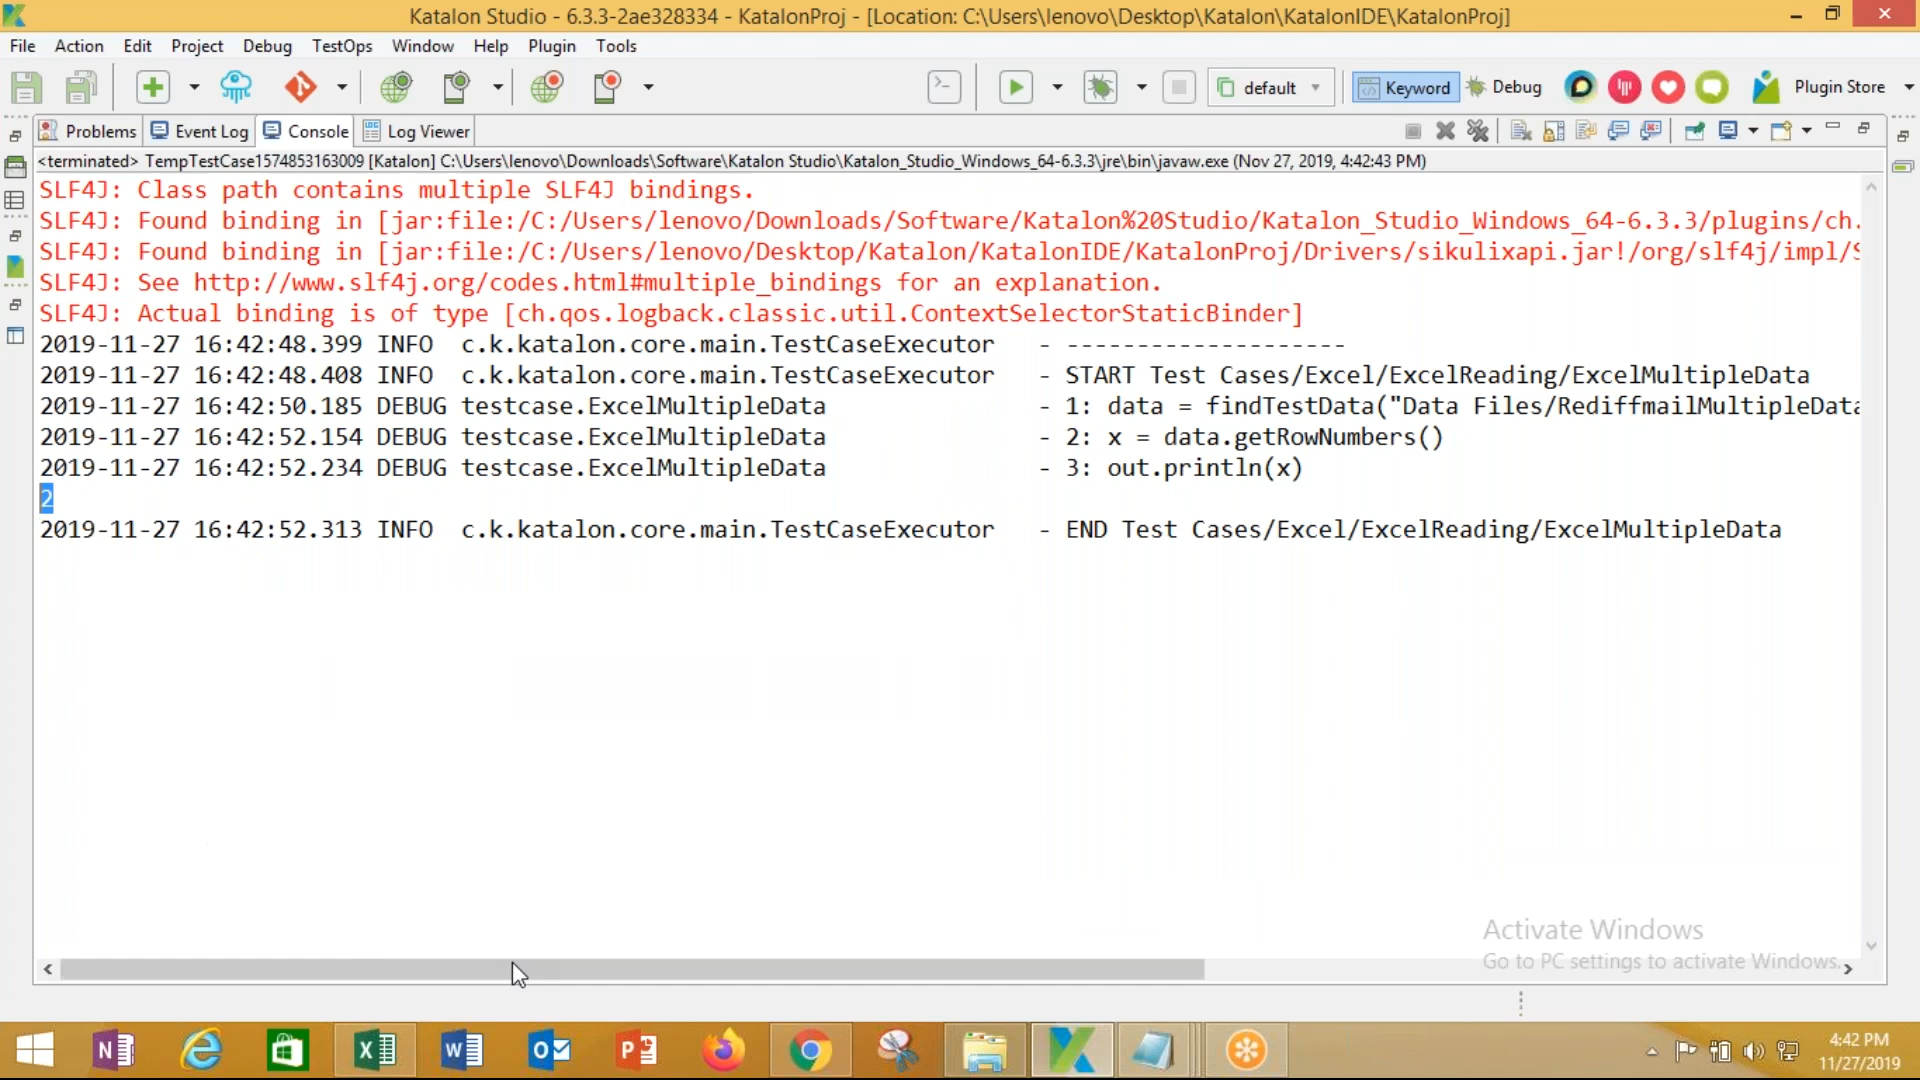 Katalon Studio - 6.3.3-2ae328334 - KatalonProj - [Location: C:\Users\lenovo\Desktop\Katalon\KatalonIDE\KatalonProj]
File Action Edit Project Debug TestOps Window Help Plugin Tools
default Keyword Debug Plugin Store
Problems Event Log Console Log Viewer
<terminated> TempTestCase1574853163009 [Katalon] C:\Users\lenovo\Downloads\Software\Katalon Studio\Katalon_Studio_Windows_64-6.3.3\jre\bin\javaw.exe (Nov 27, 2019, 4:42:43 PM)
SLF4J: Class path contains multiple SLF4J bindings.
SLF4J: Found binding in [jar:file:/C:/Users/lenovo/Downloads/Software/Katalon%20Studio/Katalon_Studio_Windows_64-6.3.3/plugins/ch.
SLF4J: Found binding in [jar:file:/C:/Users/lenovo/Desktop/Katalon/KatalonIDE/KatalonProj/Drivers/sikulixapi.jar!/org/slf4j/impl/S
SLF4J: See http://www.slf4j.org/codes.html#multiple_bindings for an explanation.
SLF4J: Actual binding is of type [ch.qos.logback.classic.util.ContextSelectorStaticBinder]
2019-11-27 16:42:48.399 INFO c.k.katalon.core.main.TestCaseExecutor - --------------------
2019-11-27 16:42:48.408 INFO c.k.katalon.core.main.TestCaseExecutor - START Test Cases/Excel/ExcelReading/ExcelMultipleData
2019-11-27 16:42:50.185 DEBUG testcase.ExcelMultipleData - 1: data = findTestData("Data Files/RediffmailMultipleData
2019-11-27 16:42:52.154 DEBUG testcase.ExcelMultipleData - 2: x = data.getRowNumbers()
2019-11-27 16:42:52.234 DEBUG testcase.ExcelMultipleData - 3: out.println(x)
2
2019-11-27 16:42:52.313 INFO c.k.katalon.core.main.TestCaseExecutor - END Test Cases/Excel/ExcelReading/ExcelMultipleData
Activate Windows
Go to PC settings to activate Windows.
4:42 PM
11/27/2019